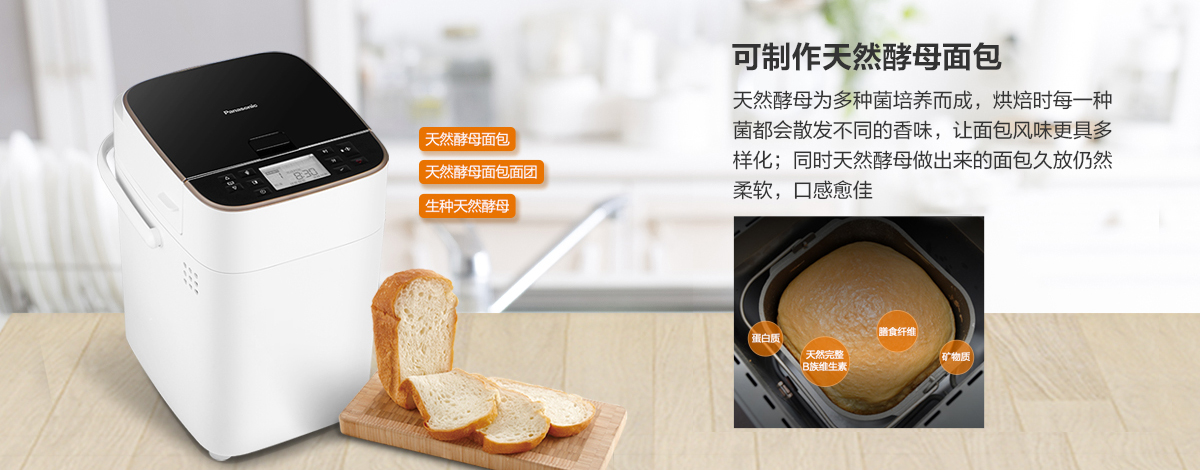 Panasonic
8:30
天然酵母面包
天然酵母面包面团
生种天然酵母
可制作天然酵母面包
天然酵母为多种菌培养而成，烘焙时每一种
菌都会散发不同的香味，让面包风味更具多
样化；同时天然酵母做出来的面包久放仍然
柔软，口感愈佳
蛋白质
天然完整
B族维生素
膳食纤维
矿物质